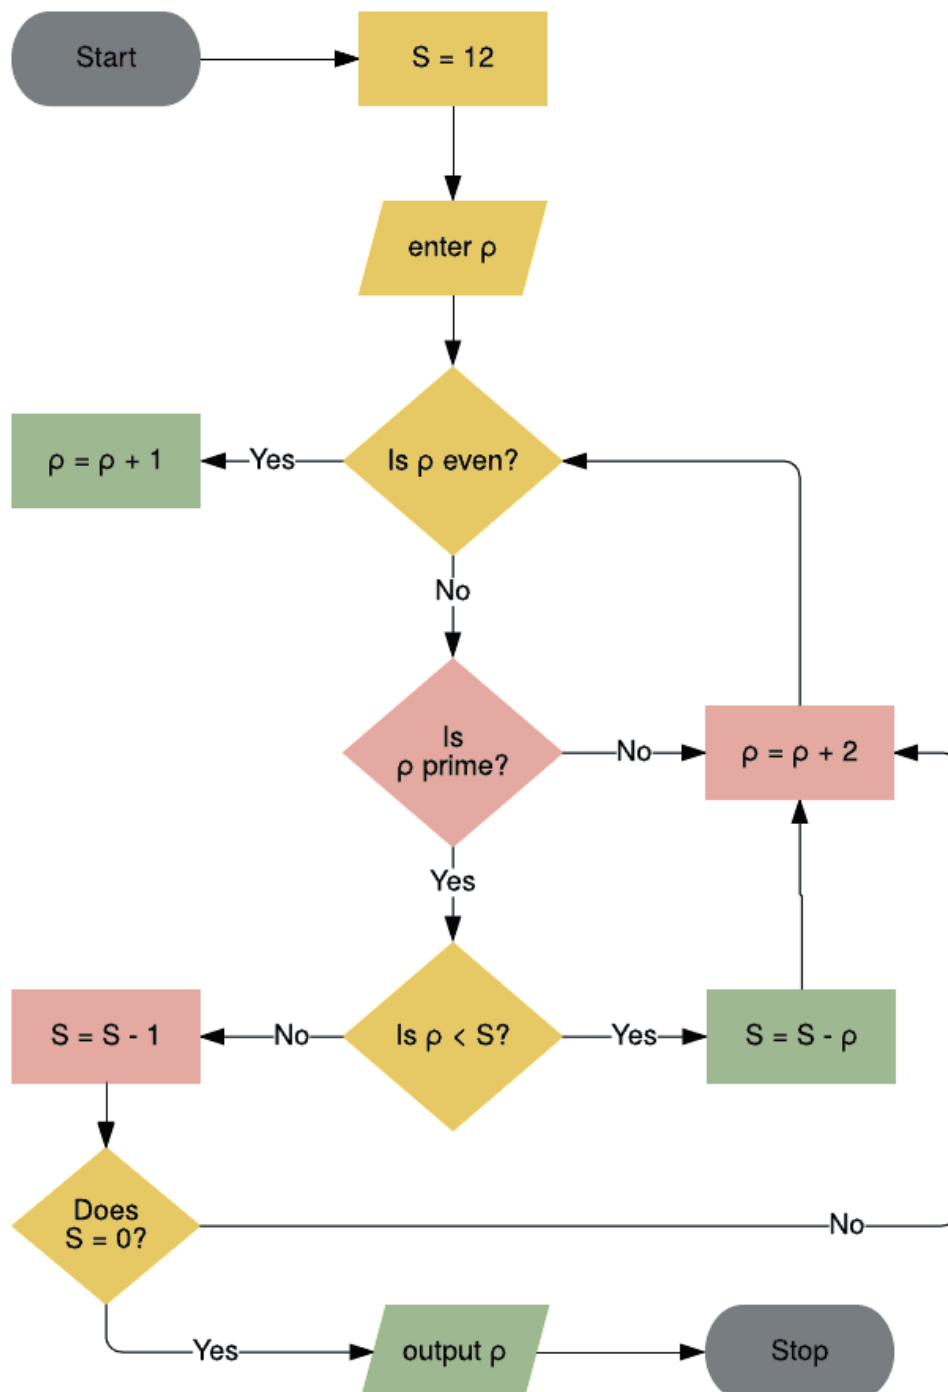 Start
S = 12
enter ρ
ρ = ρ + 1
Yes
Is ρ even?
No
Is
ρ prime?
No
ρ = ρ + 2
Yes
S = S - 1
No
Is ρ < S?
Yes
S = S - ρ
Does
S = 0?
No
Yes
output ρ
Stop